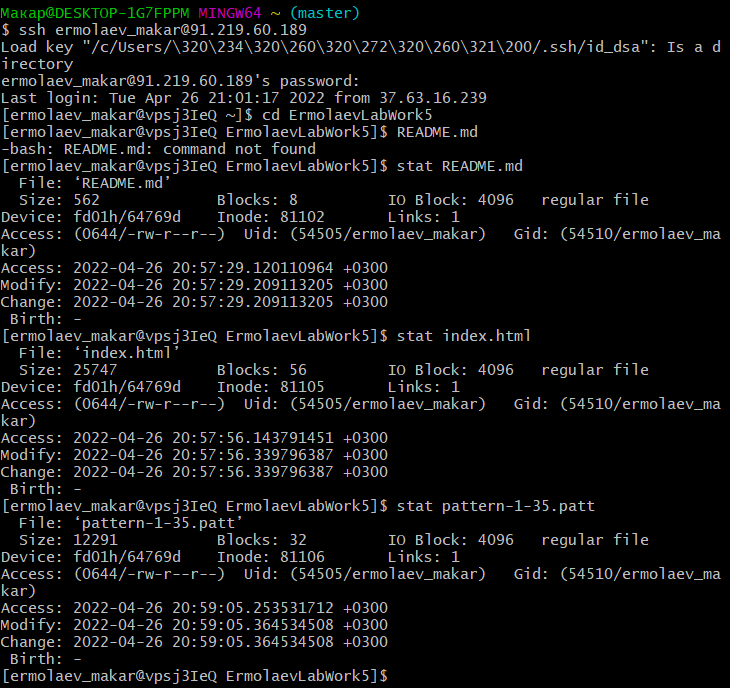 Макар@DESKTOP-1G7FPPM MINGW64 ~ (master)
$ ssh ermolaev_makar@91.219.60.189
Load key "/c/Users/\320\234\320\260\320\272\320\260\321\200/.ssh/id_dsa": Is a d
irectory
ermolaev_makar@91.219.60.189's password:
Last login: Tue Apr 26 21:01:17 2022 from 37.63.16.239
[ermolaev_makar@vpsj3IeQ ~]$ cd ErmolaevLabWork5
[ermolaev_makar@vpsj3IeQ ErmolaevLabWork5]$ README.md
-bash: README.md: command not found
[ermolaev_makar@vpsj3IeQ ErmolaevLabWork5]$ stat README.md
  File: ‘README.md’
  Size: 562             Blocks: 8          IO Block: 4096   regular file
Device: fd01h/64769d    Inode: 81102       Links: 1
Access: (0644/-rw-r--r--)  Uid: (54505/ermolaev_makar)   Gid: (54510/ermolaev_ma
kar)
Access: 2022-04-26 20:57:29.120110964 +0300
Modify: 2022-04-26 20:57:29.209113205 +0300
Change: 2022-04-26 20:57:29.209113205 +0300
 Birth: -
[ermolaev_makar@vpsj3IeQ ErmolaevLabWork5]$ stat index.html
  File: ‘index.html’
  Size: 25747           Blocks: 56         IO Block: 4096   regular file
Device: fd01h/64769d    Inode: 81105       Links: 1
Access: (0644/-rw-r--r--)  Uid: (54505/ermolaev_makar)   Gid: (54510/ermolaev_ma
kar)
Access: 2022-04-26 20:57:56.143791451 +0300
Modify: 2022-04-26 20:57:56.339796387 +0300
Change: 2022-04-26 20:57:56.339796387 +0300
 Birth: -
[ermolaev_makar@vpsj3IeQ ErmolaevLabWork5]$ stat pattern-1-35.patt
  File: ‘pattern-1-35.patt’
  Size: 12291           Blocks: 32         IO Block: 4096   regular file
Device: fd01h/64769d    Inode: 81106       Links: 1
Access: (0644/-rw-r--r--)  Uid: (54505/ermolaev_makar)   Gid: (54510/ermolaev_ma
kar)
Access: 2022-04-26 20:59:05.253531712 +0300
Modify: 2022-04-26 20:59:05.364534508 +0300
Change: 2022-04-26 20:59:05.364534508 +0300
 Birth: -
[ermolaev_makar@vpsj3IeQ ErmolaevLabWork5]$